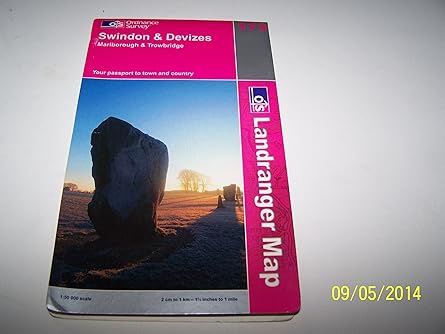 Ordnance
Survey
Swindon & Devizes
Marlborough & Trowbridge
Your passport to town and country
OS
Landranger Map
1:50 000 scale
2 cm to 1 km – 1¼ inches to 1 mile
09/05/2014